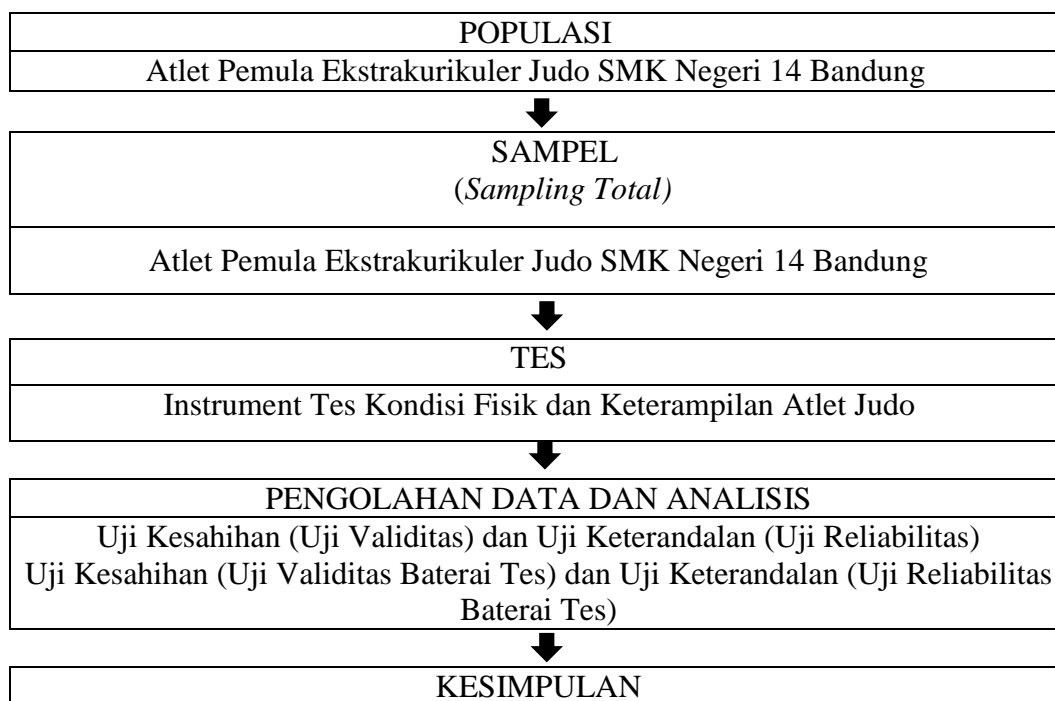 POPULASI
Atlet Pemula Ekstrakurikuler Judo SMK Negeri 14 Bandung
SAMPEL
(Sampling Total)
Atlet Pemula Ekstrakurikuler Judo SMK Negeri 14 Bandung
TES
Instrument Tes Kondisi Fisik dan Keterampilan Atlet Judo
PENGOLAHAN DATA DAN ANALISIS
Uji Kesahihan (Uji Validitas) dan Uji Keterandalan (Uji Reliabilitas)
Uji Kesahihan (Uji Validitas Baterai Tes) dan Uji Keterandalan (Uji Reliabilitas
Baterai Tes)
KESIMPULAN